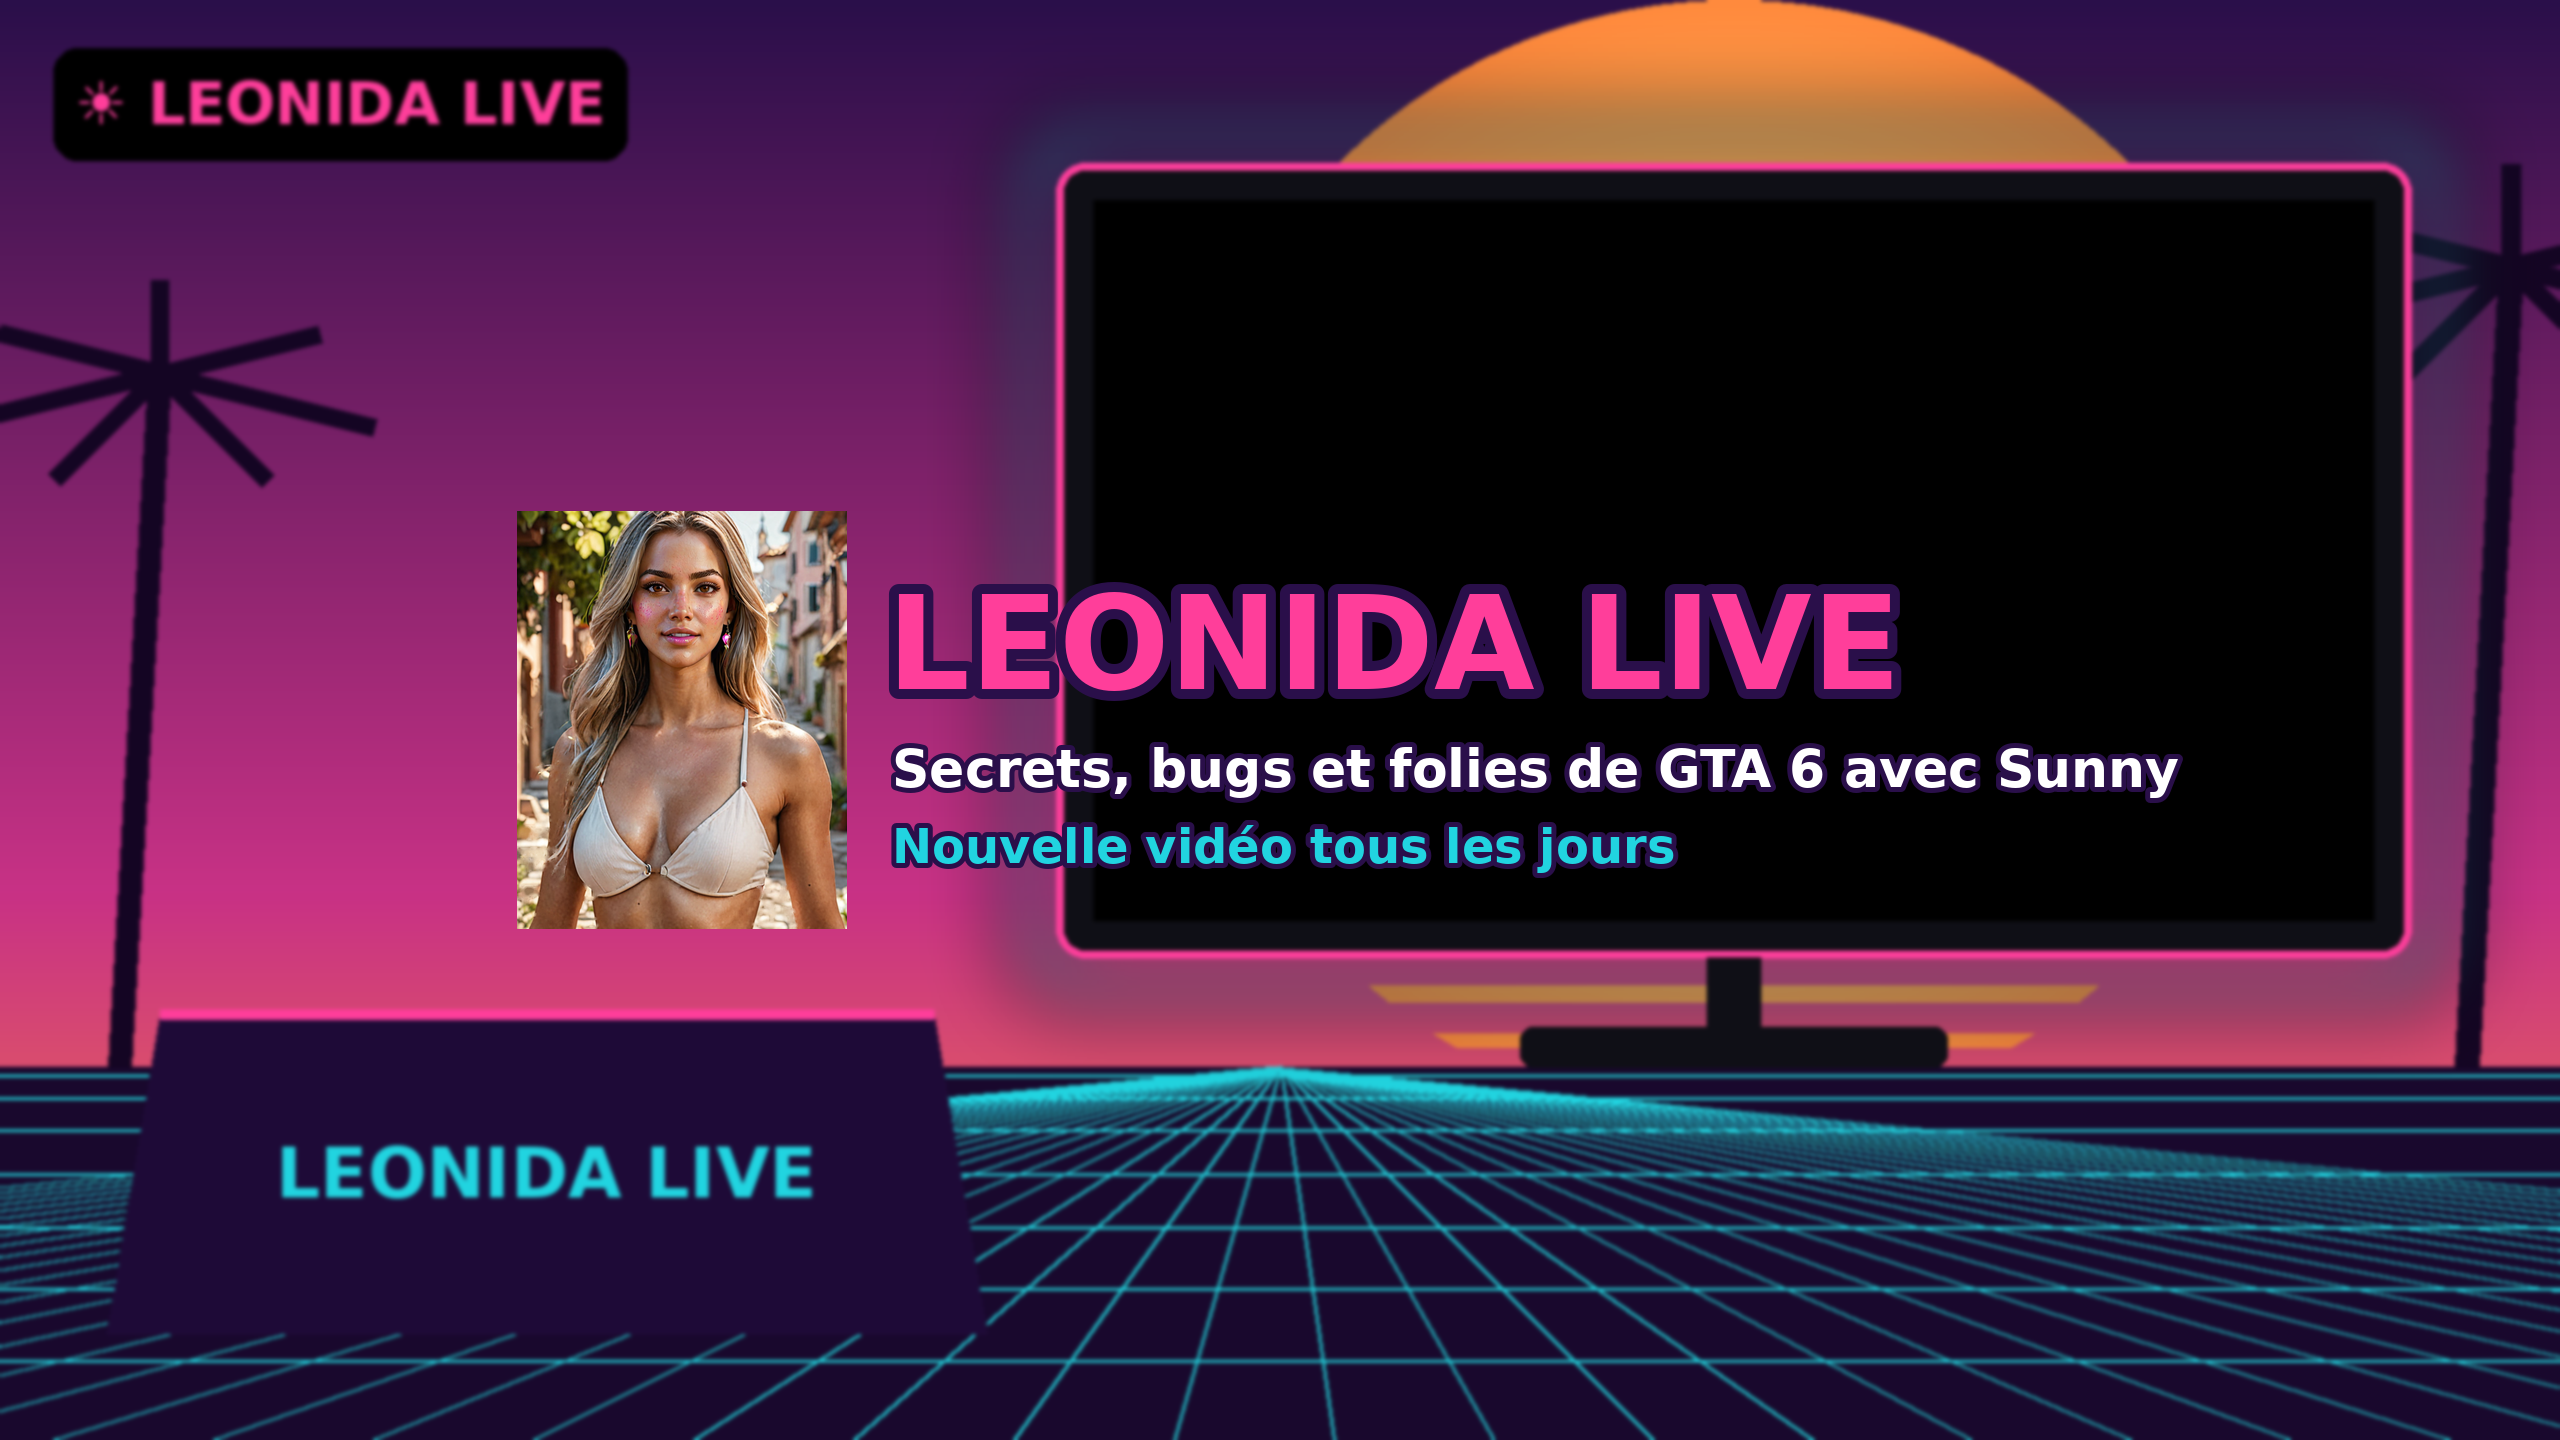 ☀ LEONIDA LIVE
LEONIDA LIVE
Secrets, bugs et folies de GTA 6 avec Sunny
Nouvelle vidéo tous les jours
LEONIDA LIVE